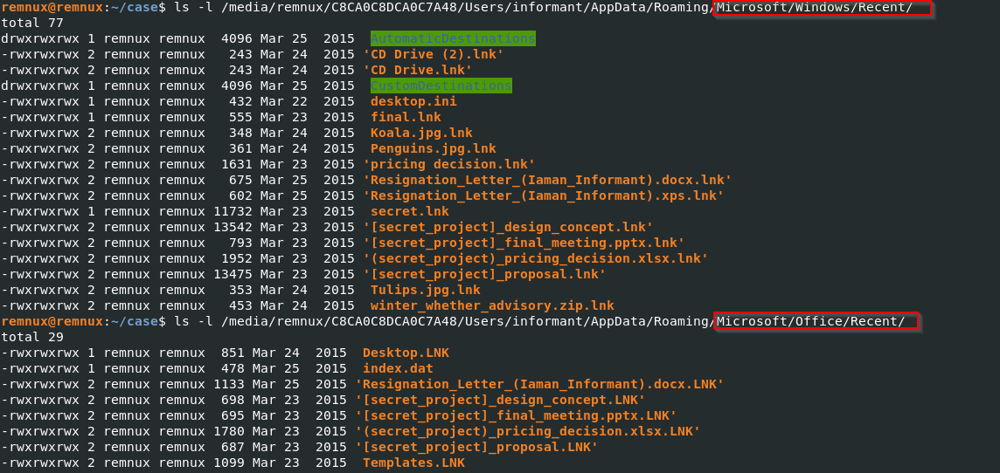 remnux@remnux:~/case$ ls -l /media/remnux/C8CA0C8DCA0C7A48/Users/informant/AppData/Roaming/Microsoft/Windows/Recent/
total 77
drwxrwxrwx 1 remnux remnux  4096 Mar 25  2015  AutomaticDestinations
-rwxrwxrwx 2 remnux remnux   243 Mar 24  2015 'CD Drive (2).lnk'
-rwxrwxrwx 2 remnux remnux   243 Mar 24  2015 'CD Drive.lnk'
drwxrwxrwx 1 remnux remnux  4096 Mar 25  2015  CustomDestinations
-rwxrwxrwx 1 remnux remnux   432 Mar 22  2015  desktop.ini
-rwxrwxrwx 1 remnux remnux   555 Mar 23  2015  final.lnk
-rwxrwxrwx 2 remnux remnux   348 Mar 24  2015  Koala.jpg.lnk
-rwxrwxrwx 2 remnux remnux   361 Mar 24  2015  Penguins.jpg.lnk
-rwxrwxrwx 2 remnux remnux  1631 Mar 23  2015 'pricing decision.lnk'
-rwxrwxrwx 2 remnux remnux   675 Mar 25  2015 'Resignation_Letter_(Iaman_Informant).docx.lnk'
-rwxrwxrwx 2 remnux remnux   602 Mar 25  2015 'Resignation_Letter_(Iaman_Informant).xps.lnk'
-rwxrwxrwx 1 remnux remnux 11732 Mar 23  2015  secret.lnk
-rwxrwxrwx 2 remnux remnux 13542 Mar 23  2015 '[secret_project]_design_concept.lnk'
-rwxrwxrwx 2 remnux remnux   793 Mar 23  2015 '[secret_project]_final_meeting.pptx.lnk'
-rwxrwxrwx 2 remnux remnux  1952 Mar 23  2015 '(secret_project)_pricing_decision.xlsx.lnk'
-rwxrwxrwx 2 remnux remnux 13475 Mar 23  2015 '[secret_project]_proposal.lnk'
-rwxrwxrwx 2 remnux remnux   353 Mar 24  2015  Tulips.jpg.lnk
-rwxrwxrwx 2 remnux remnux   453 Mar 24  2015  winter_whether_advisory.zip.lnk
remnux@remnux:~/case$ ls -l /media/remnux/C8CA0C8DCA0C7A48/Users/informant/AppData/Roaming/Microsoft/Office/Recent/
total 29
-rwxrwxrwx 1 remnux remnux  851 Mar 24  2015  Desktop.LNK
-rwxrwxrwx 1 remnux remnux  478 Mar 25  2015  index.dat
-rwxrwxrwx 2 remnux remnux 1133 Mar 25  2015 'Resignation_Letter_(Iaman_Informant).docx.LNK'
-rwxrwxrwx 2 remnux remnux  698 Mar 23  2015 '[secret_project]_design_concept.LNK'
-rwxrwxrwx 2 remnux remnux  695 Mar 23  2015 '[secret_project]_final_meeting.pptx.LNK'
-rwxrwxrwx 2 remnux remnux 1780 Mar 23  2015 '(secret_project)_pricing_decision.xlsx.LNK'
-rwxrwxrwx 2 remnux remnux  687 Mar 23  2015 '[secret_project]_proposal.LNK'
-rwxrwxrwx 2 remnux remnux 1099 Mar 23  2015  Templates.LNK